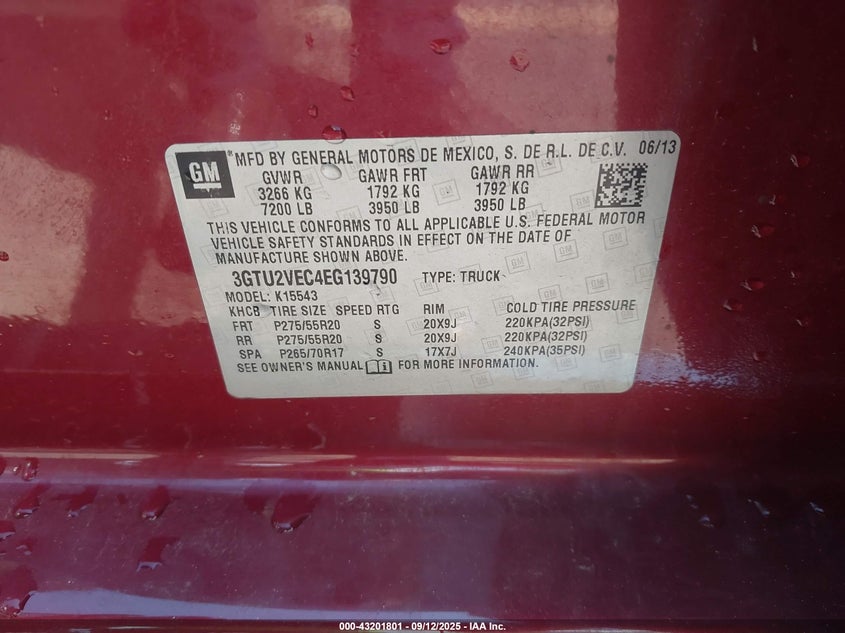 GM ® MFD BY GENERAL MOTORS DE MEXICO, S. DE R.L. DE C.V. 06/13
GVWR GAWR FRT GAWR RR
3266 KG 1792 KG 1792 KG
7200 LB 3950 LB 3950 LB
THIS VEHICLE CONFORMS TO ALL APPLICABLE U.S. FEDERAL MOTOR
VEHICLE SAFETY STANDARDS IN EFFECT ON THE DATE OF
MANUFACTURE SHOWN ABOVE.
3GTU2VEC4EG139790 TYPE: TRUCK
MODEL: K15543
KHCB TIRE SIZE SPEED RTG RIM COLD TIRE PRESSURE
FRT P275/55R20 S 20X9J 220KPA(32PSI)
RR P275/55R20 S 20X9J 220KPA(32PSI)
SPA P265/70R17 S 17X7J 240KPA(35PSI)
SEE OWNER'S MANUAL i FOR MORE INFORMATION.
000-43201801 - 09/12/2025 - IAA Inc.